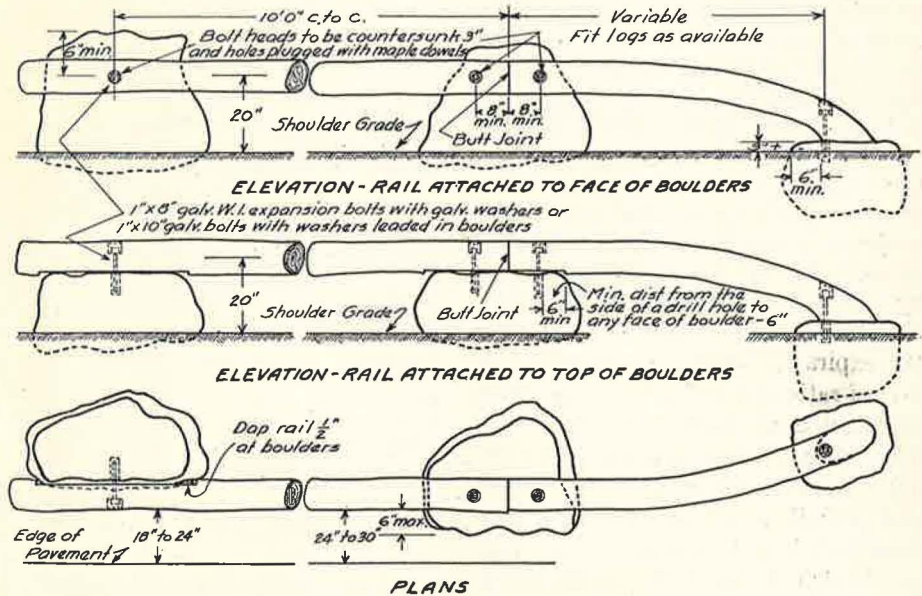 10'0" C. to C.
Variable
Bolt heads to be countersunk 3"
Fit logs as available
6" min.
and holes plugged with maple dowels
20"
8" min.
8" min.
Shoulder Grade
Butt Joint
6" min.
ELEVATION - RAIL ATTACHED TO FACE OF BOULDERS
1"x8" galv. W.I. expansion bolts with galv. washers or
1"x10" galv. bolts with washers leaded in boulders
20"
Shoulder Grade
Butt Joint
6" min
Min. dist from the
side of a drill hole to
any face of boulder - 6"
ELEVATION - RAIL ATTACHED TO TOP OF BOULDERS
Dap rail ½"
at boulders
Edge of
Pavement
18" to 24"
24" to 30"
6" max.
PLANS